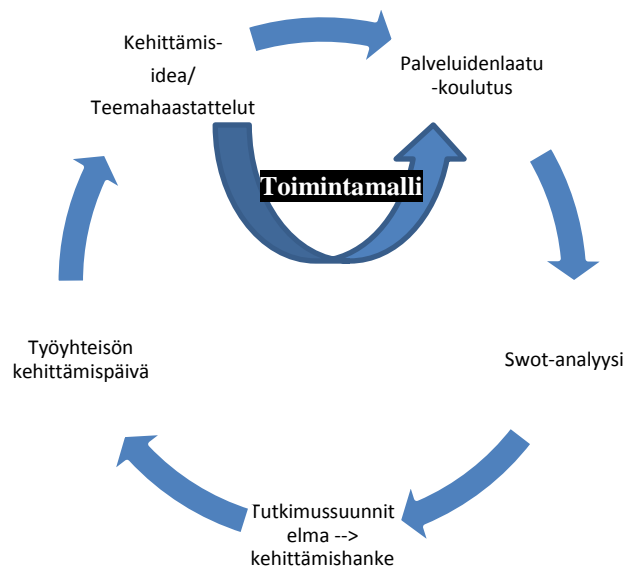 Kehittämis-
idea/
Teemahaastattelut
Palveluidenlaatu
-koulutus
Toimintamalli
Swot-analyysi
Tutkimussuunnit
elma -->
kehittämishanke
Työyhteisön
kehittämispäivä